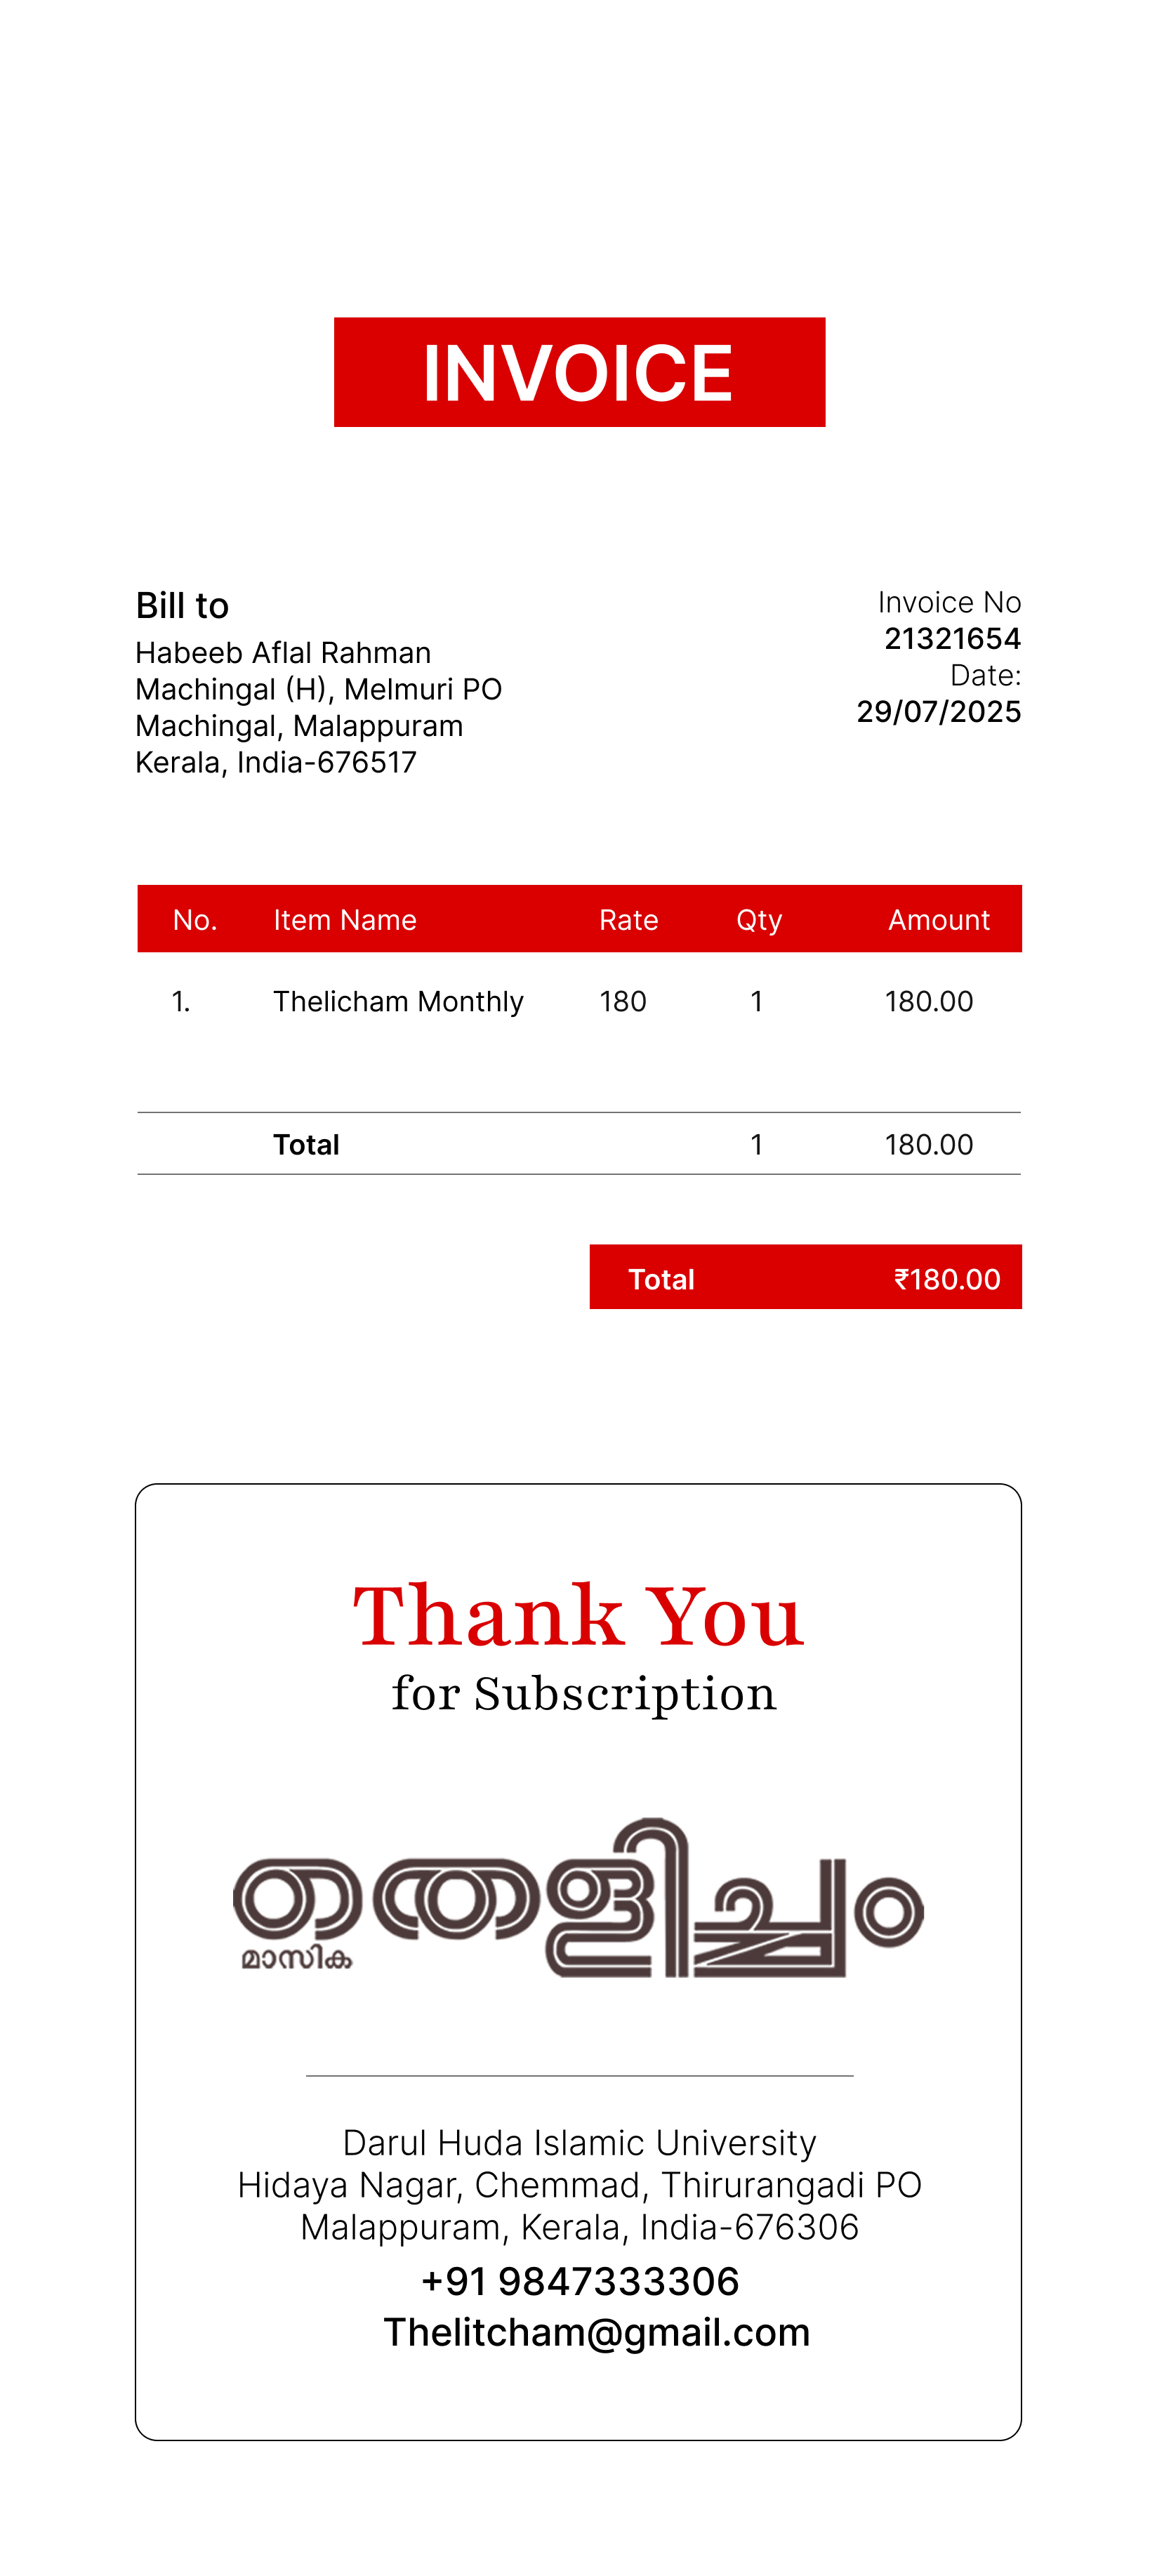 INVOICE
Bill to
Habeeb Aflal Rahman
Machingal (H), Melmuri PO
Machingal, Malappuram
Kerala, India-676517
Invoice No
21321654
Date:
29/07/2025
No. Item Name Rate Qty Amount
1. Thelicham Monthly 180 1 180.00
Total 1 180.00
Total ₹180.00
Thank You
for Subscription
തെളിച്ചം
മാസിക
Darul Huda Islamic University
Hidaya Nagar, Chemmad, Thirurangadi PO
Malappuram, Kerala, India-676306
+91 9847333306
Thelitcham@gmail.com